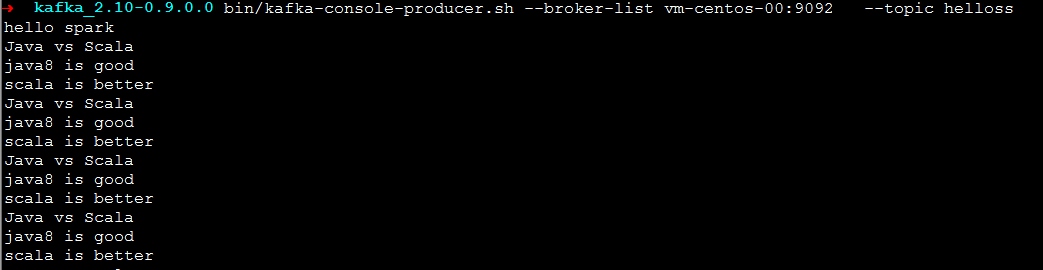 → kafka_2.10-0.9.0.0 bin/kafka-console-producer.sh --broker-list vm-centos-00:9092   --topic helloss
hello spark
Java vs Scala
java8 is good
scala is better
Java vs Scala
java8 is good
scala is better
Java vs Scala
java8 is good
scala is better
Java vs Scala
java8 is good
scala is better